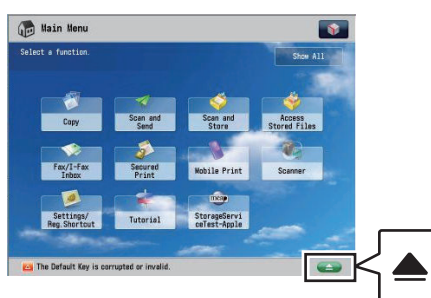 Main Menu
Select a function.
Show All
Copy
Scan and
Send
Scan and
Store
Access
Stored Files
Fax/I-Fax
Inbox
Secured
Print
Mobile Print
Scanner
Settings/
Reg.Shortcut
Tutorial
meap
StorageServi
ceTest-Apple
The Default Key is corrupted or invalid.